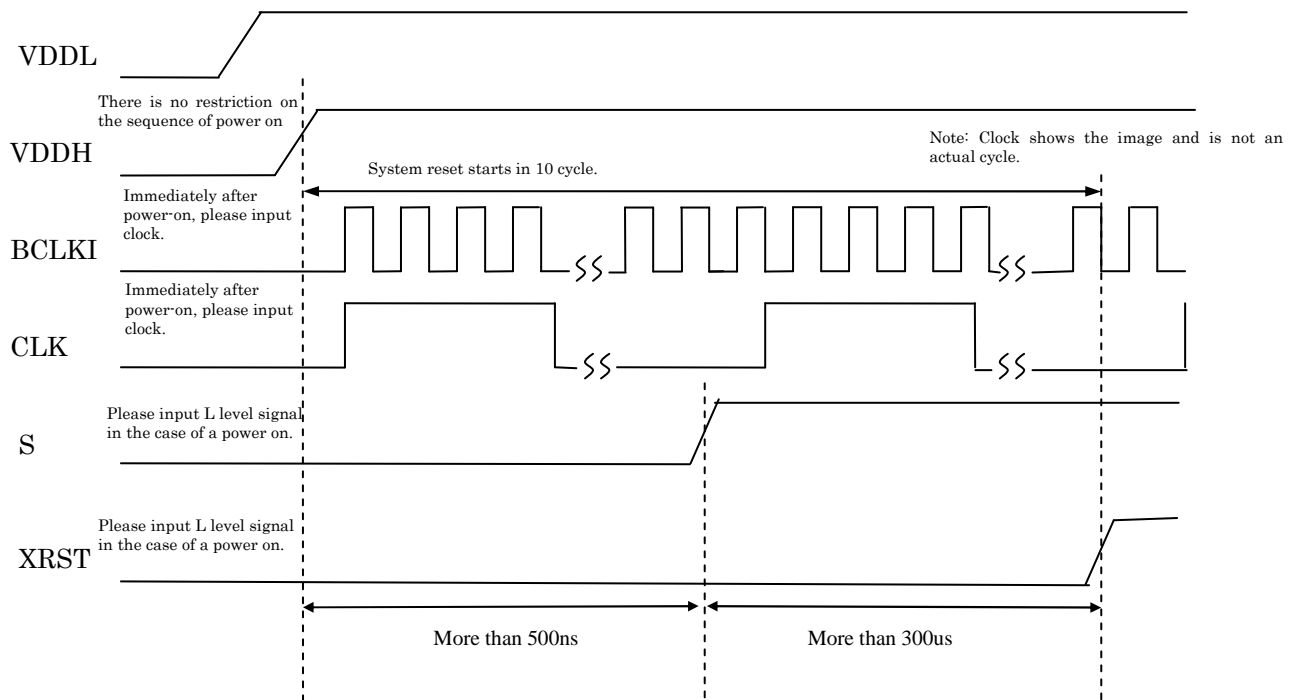 VDDL
There is no restriction on
the sequence of power on
VDDH
Note: Clock shows the image and is not an
actual cycle.
System reset starts in 10 cycle.
Immediately after
power-on, please input
clock.
BCLKI
Immediately after
power-on, please input
clock.
CLK
Please input L level signal
in the case of a power on.
S
Please input L level signal
in the case of a power on.
XRST
More than 500ns
More than 300us